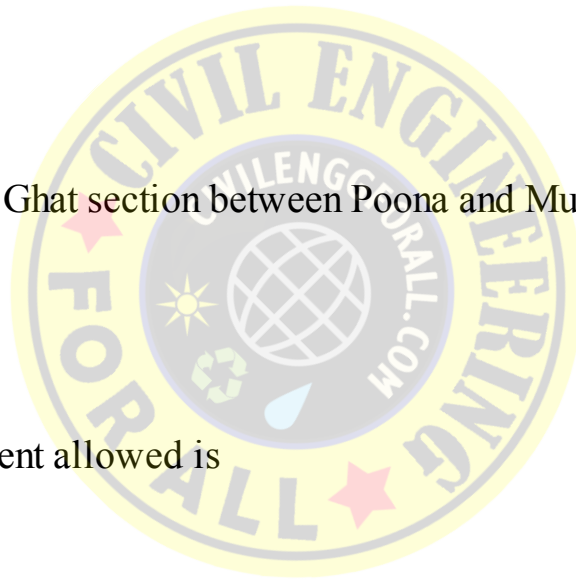 CIVIL ENGINEERING
CIVILENGGFORALL.COM
Ghat section between Poona and Mu
ent allowed is
FOR ALL